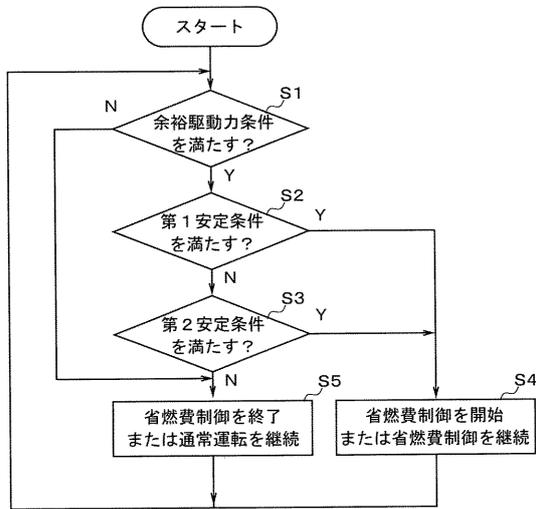 スタート
S1
N
余裕駆動力条件
を満たす？
Y
S2
第１安定条件
を満たす？
Y
N
S3
第２安定条件
を満たす？
Y
N
S5
省燃費制御を終了
または通常運転を継続
S4
省燃費制御を開始
または省燃費制御を継続